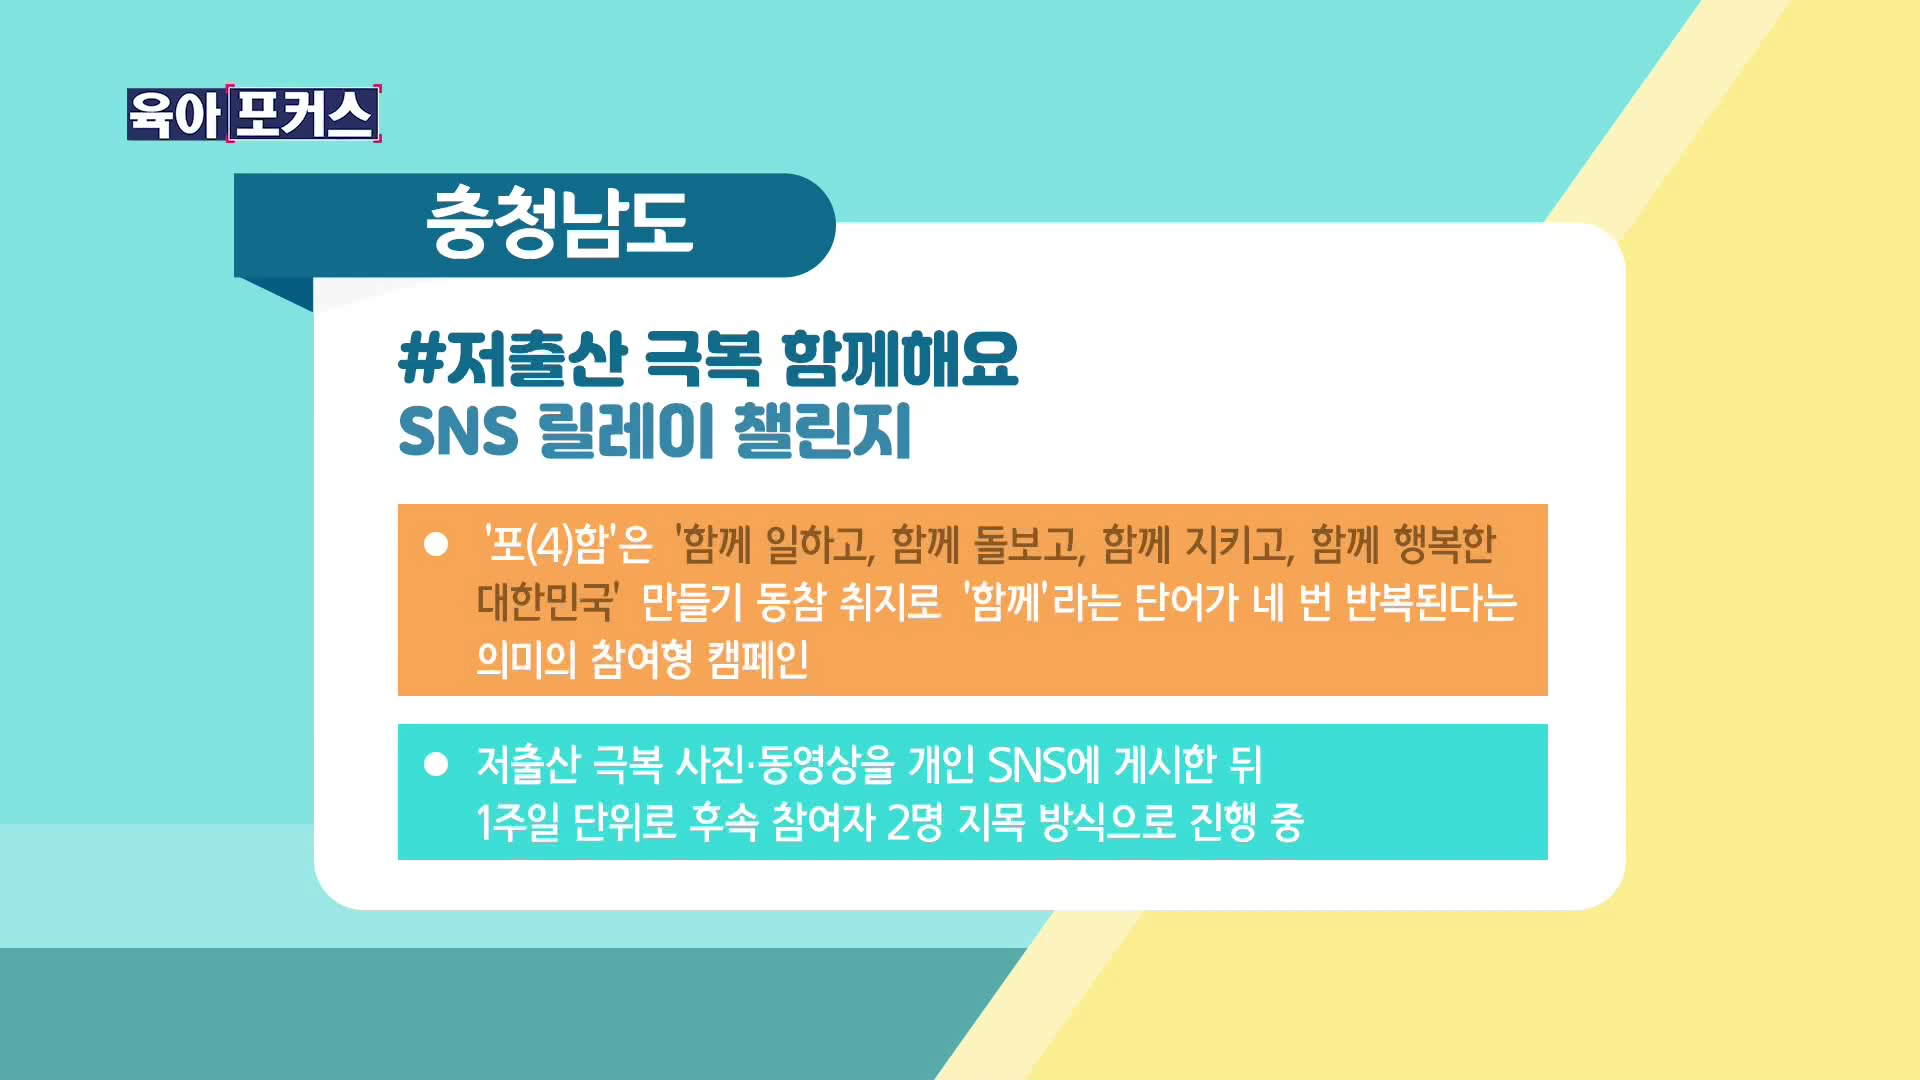 육아 포커스
충청남도
#저출산 극복 함께해요
SNS 릴레이 챌린지
'포(4)함'은 '함께 일하고, 함께 돌보고, 함께 지키고, 함께 행복한
대한민국' 만들기 동참 취지로 '함께'라는 단어가 네 번 반복된다는
의미의 참여형 캠페인
저출산 극복 사진·동영상을 개인 SNS에 게시한 뒤
1주일 단위로 후속 참여자 2명 지목 방식으로 진행 중